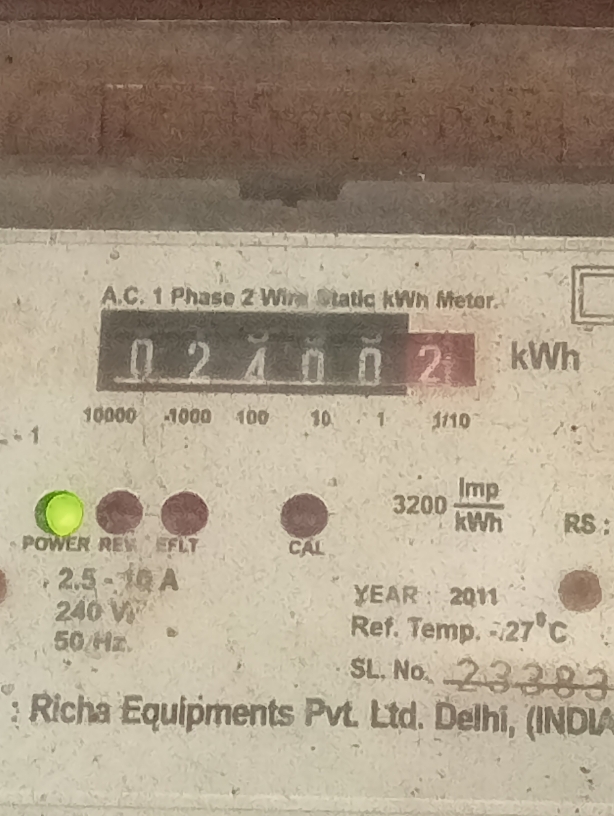 A.C. 1 Phase 2 Wire Static kWh Meter.
0 2 4 0 0 2 kWh
10000 1000 100 10 1 1/10
- 1
3200 Imp/kWh
RS :
POWER REV EFLT CAL
2.5 - 10 A
240 V,
50 Hz.
YEAR : 2011
Ref. Temp. -:27°C
SL. No. 23383
: Richa Equipments Pvt. Ltd. Delhi, (INDIA